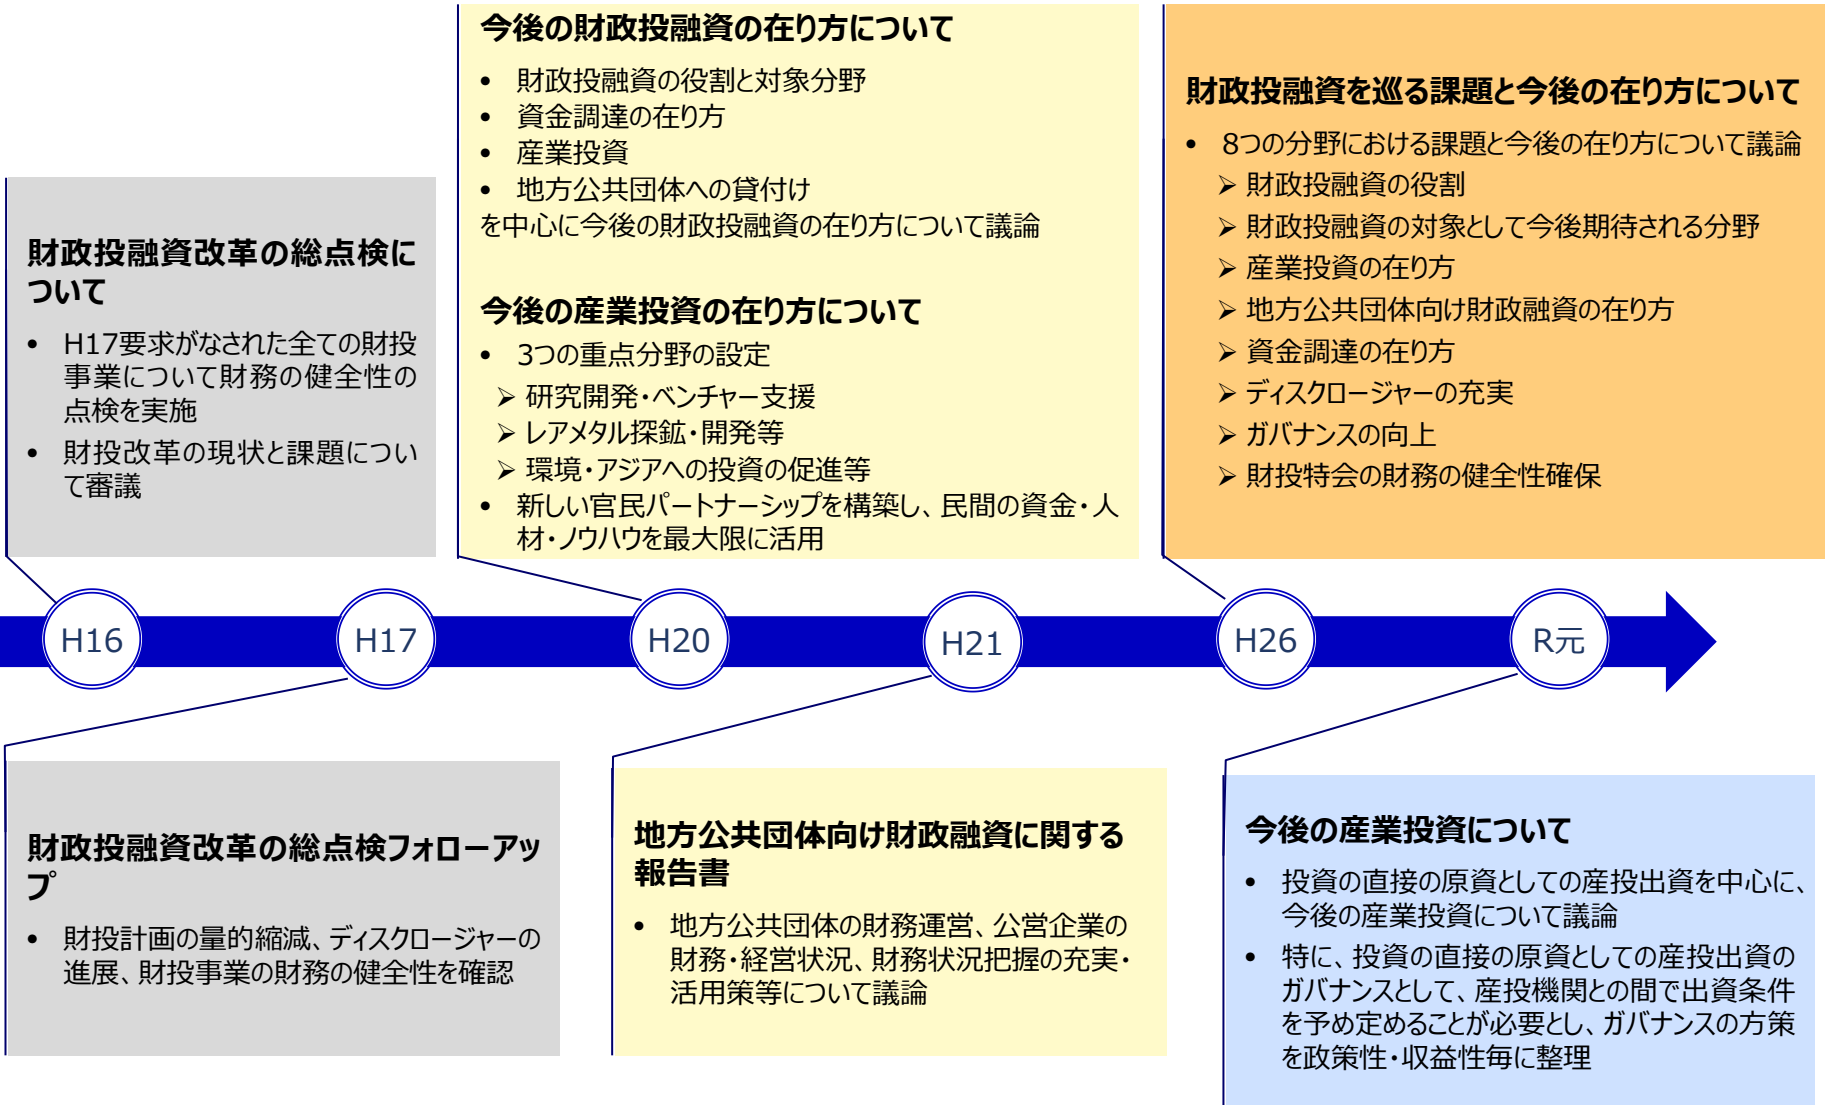 財政投融資改革の総点検に
ついて
• H17要求がなされた全ての財投
事業について財務の健全性の
点検を実施
• 財投改革の現状と課題につい
て審議
今後の財政投融資の在り方について
• 財政投融資の役割と対象分野
• 資金調達の在り方
• 産業投資
• 地方公共団体への貸付け
を中心に今後の財政投融資の在り方について議論
今後の産業投資の在り方について
• 3つの重点分野の設定
➢ 研究開発・ベンチャー支援
➢ レアメタル探鉱・開発等
➢ 環境・アジアへの投資の促進等
• 新しい官民パートナーシップを構築し、民間の資金・人
材・ノウハウを最大限に活用
財政投融資を巡る課題と今後の在り方について
• 8つの分野における課題と今後の在り方について議論
➢ 財政投融資の役割
➢ 財政投融資の対象として今後期待される分野
➢ 産業投資の在り方
➢ 地方公共団体向け財政融資の在り方
➢ 資金調達の在り方
➢ ディスクロージャーの充実
➢ ガバナンスの向上
➢ 財投特会の財務の健全性確保
H16
H17
H20
H21
H26
R元
財政投融資改革の総点検フォローアッ
プ
• 財投計画の量的縮減、ディスクロージャーの
進展、財投事業の財務の健全性を確認
地方公共団体向け財政融資に関する
報告書
• 地方公共団体の財務運営、公営企業の
財務・経営状況、財務状況把握の充実・
活用策等について議論
今後の産業投資について
• 投資の直接の原資としての産投出資を中心に、
今後の産業投資について議論
• 特に、投資の直接の原資としての産投出資の
ガバナンスとして、産投機関との間で出資条件
を予め定めることが必要とし、ガバナンスの方策
を政策性・収益性毎に整理